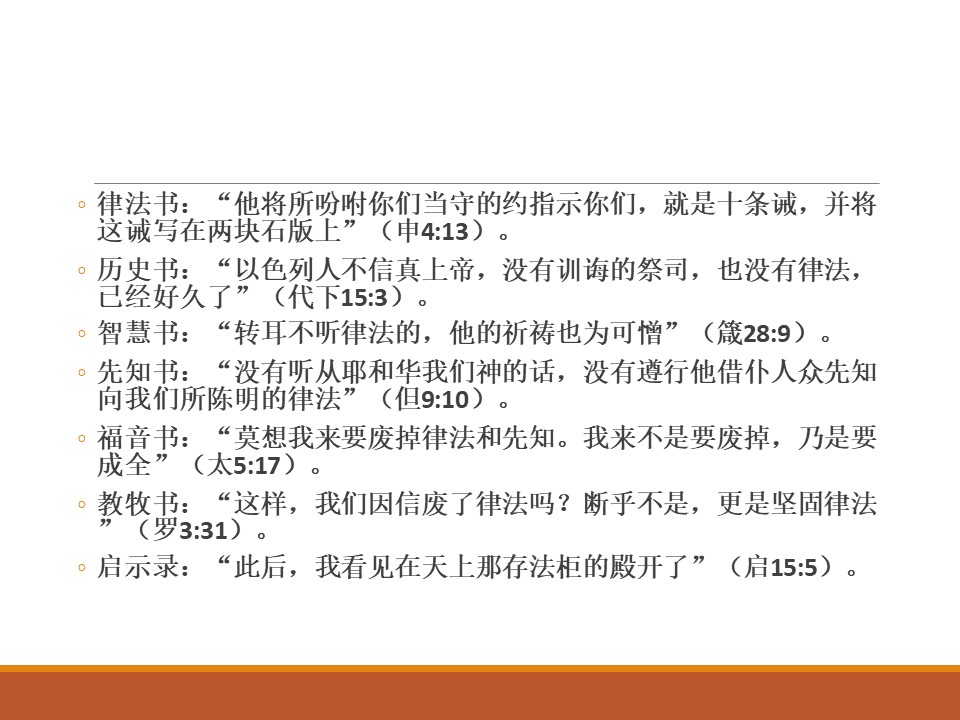 ◦ 律法书：“他将所吩咐你们当守的约指示你们，就是十条诫，并将
这诫写在两块石版上”（申4:13）。
◦ 历史书：“以色列人不信真上帝，没有训诲的祭司，也没有律法，
已经好久了”（代下15:3）。
◦ 智慧书：“转耳不听律法的，他的祈祷也为可憎”（箴28:9）。
◦ 先知书：“没有听从耶和华我们神的话，没有遵行他借仆人众先知
向我们所陈明的律法”（但9:10）。
◦ 福音书：“莫想我来要废掉律法和先知。我来不是要废掉，乃是要
成全”（太5:17）。
◦ 教牧书：“这样，我们因信废了律法吗？断乎不是，更是坚固律法
”（罗3:31）。
◦ 启示录：“此后，我看见在天上那存法柜的殿开了”（启15:5）。